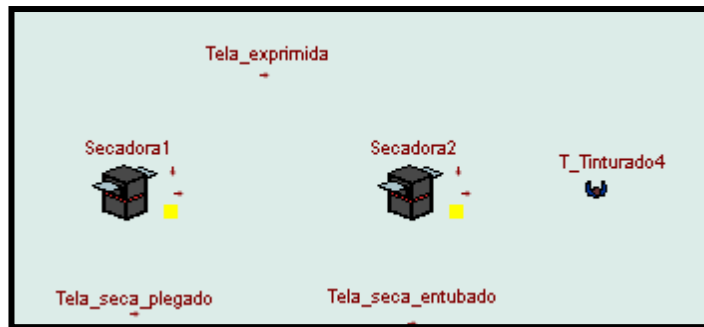 Tela_exprimida
Secadora1
Secadora2
T_Tinturado4
Tela_seca_plegado
Tela_seca_entubado